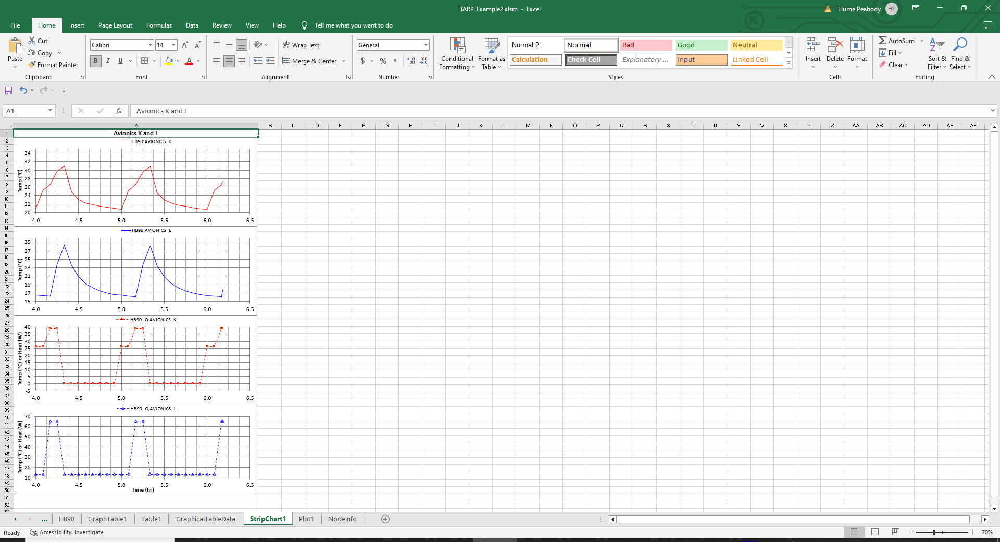 TARP_Example2.xlsm - Excel
Hume Peabody HP
File Home Insert Page Layout Formulas Data Review View Help Tell me what you want to do
Paste
Cut
Copy
Format Painter
Clipboard
Calibri 14 A A
B I U A
Font
ab Wrap Text
Merge & Center
Alignment
General
$ % ,
Number
Conditional Formatting
Format as Table
Normal 2 Normal Bad Good Neutral
Calculation Check Cell Explanatory ... Input Linked Cell
Styles
Insert Delete Format
Cells
AutoSum
Fill
Clear
Sort & Filter
Find & Select
Editing
A1 fx Avionics K and L
A B C D E F G H I J K L M N O P Q R S T U V W X Y Z AA AB AC AD AE AF
1 2 3 4 5 6 7 8 9 10 11 12 13 14 15 16 17 18 19 20 21 22 23 24 25 26 27 28 29 30 31 32 33 34 35 36 37 38 39 40 41 42 43 44 45 46 47 48 49 50 51 52
Avionics K and L
HB90:AVIONICS_K
Temp (°C)
34
32
30
28
26
24
22
20
4.0 4.5 5.0 5.5 6.0 6.5
HB90:AVIONICS_L
Temp (°C)
29
27
25
23
21
19
17
15
4.0 4.5 5.0 5.5 6.0 6.5
HB90_Q;AVIONICS_K
Temp (°C) or Heat (W)
40
35
30
25
20
15
10
5
0
-5
4.0 4.5 5.0 5.5 6.0 6.5
HB90_Q;AVIONICS_L
Temp (°C) or Heat (W)
70
60
50
40
30
20
10
4.0 4.5 5.0 5.5 6.0 6.5
Time (hr)
... HB90 GraphTable1 Table1 GraphicalTableData StripChart1 Plot1 NodeInfo
Ready Accessibility: Investigate
70%